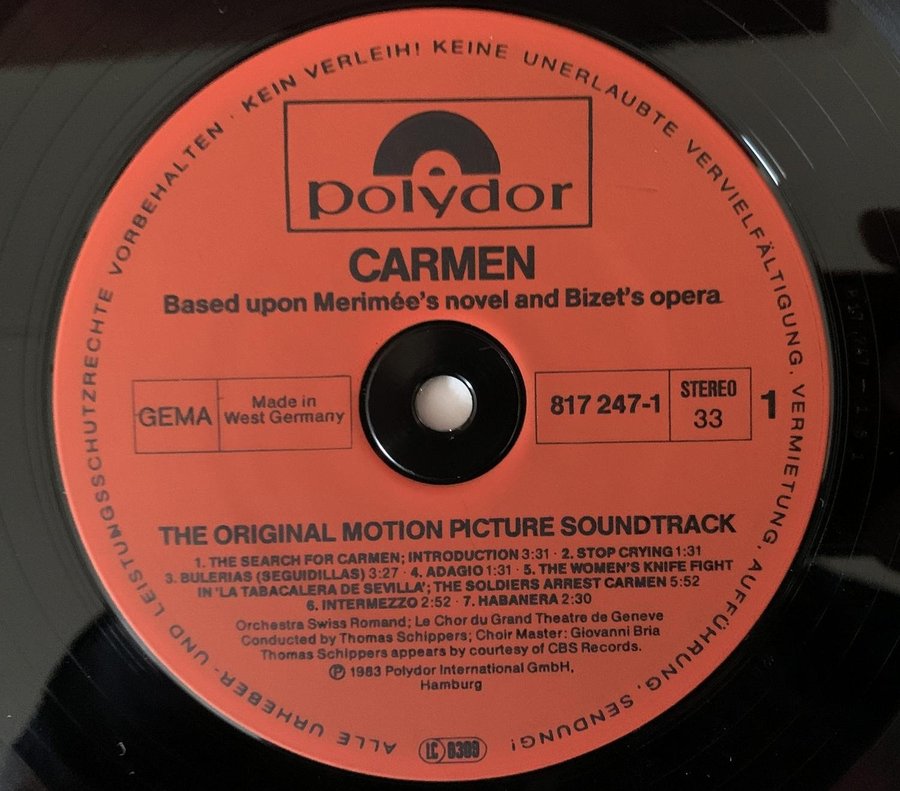 ALLE URHEBER- UND LEISTUNGSSCHUTZRECHTE VORBEHALTEN · KEIN VERLEIH! KEINE UNERLAUBTE VERVIELFÄLTIGUNG, VERMIETUNG, AUFFÜHRUNG, SENDUNG!
polydor
CARMEN
Based upon Merimée's novel and Bizet's opera
GEMA
Made in
West Germany
817 247-1
STEREO
33
1
THE ORIGINAL MOTION PICTURE SOUNDTRACK
1. THE SEARCH FOR CARMEN; INTRODUCTION 3:31 · 2. STOP CRYING 1:31
3. BULERIAS (SEGUIDILLAS) 3:27 · 4. ADAGIO 1:31 · 5. THE WOMEN'S KNIFE FIGHT
IN 'LA TABACALERA DE SEVILLA'; THE SOLDIERS ARREST CARMEN 5:52
6. INTERMEZZO 2:52 · 7. HABANERA 2:30
Orchestra Swiss Romand; Le Chor du Grand Theatre de Geneve
Conducted by Thomas Schippers; Choir Master: Giovanni Bria
Thomas Schippers appears by courtesy of CBS Records.
℗ 1983 Polydor International GmbH,
Hamburg
LC 0309